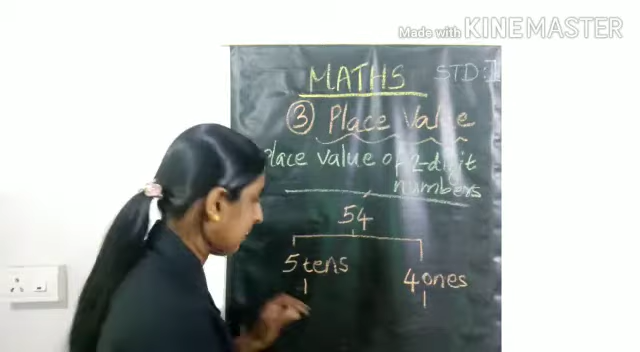 Made with KINEMASTER
MATHS STD: I
③ Place Value
Place value of 2-digit
numbers
54
5 tens 4 ones